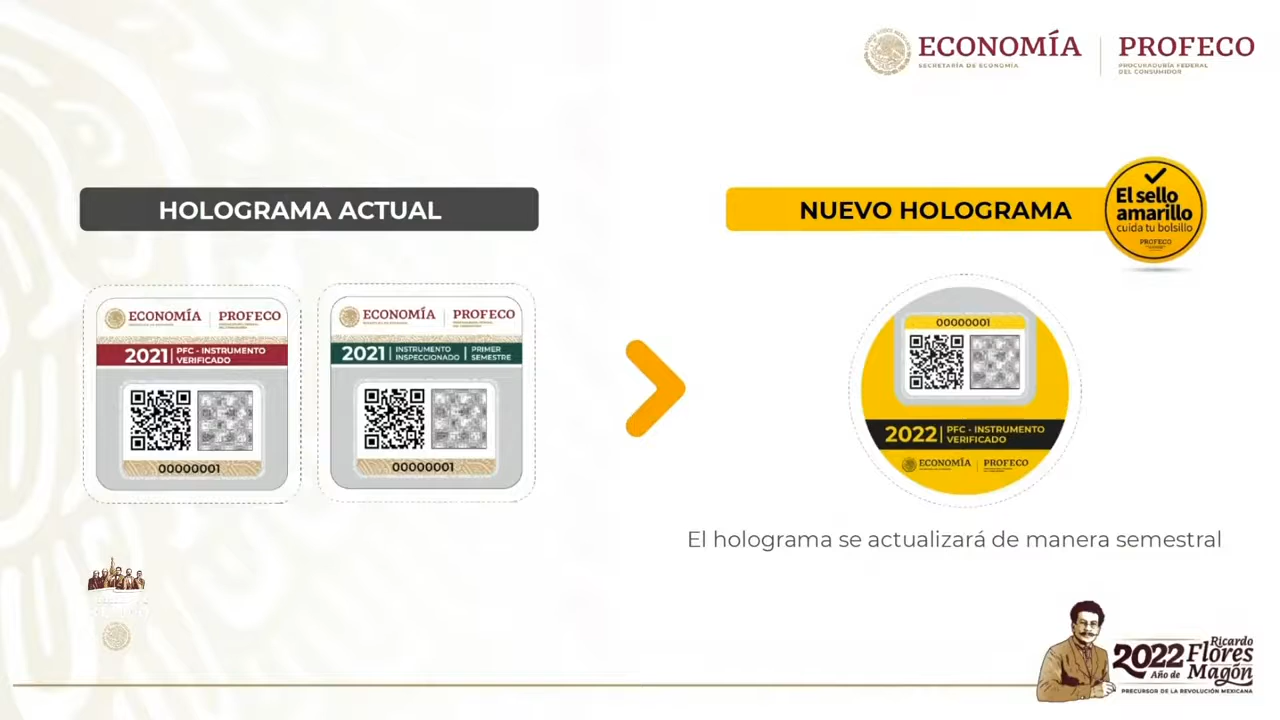 ECONOMÍA
SECRETARÍA DE ECONOMÍA
PROFECO
PROCURADURÍA FEDERAL
DEL CONSUMIDOR
HOLOGRAMA ACTUAL
NUEVO HOLOGRAMA
El sello
amarillo
cuida tu bolsillo
PROFECO
ECONOMÍA
PROFECO
2021 PFC - INSTRUMENTO
VERIFICADO
00000001
ECONOMÍA
PROFECO
2021 INSTRUMENTO
INSPECCIONADO
PRIMER
SEMESTRE
00000001
00000001
2022 PFC - INSTRUMENTO
VERIFICADO
ECONOMÍA
PROFECO
El holograma se actualizará de manera semestral
2022 Ricardo
Año de Flores
Magón
PRECURSOR DE LA REVOLUCIÓN MEXICANA